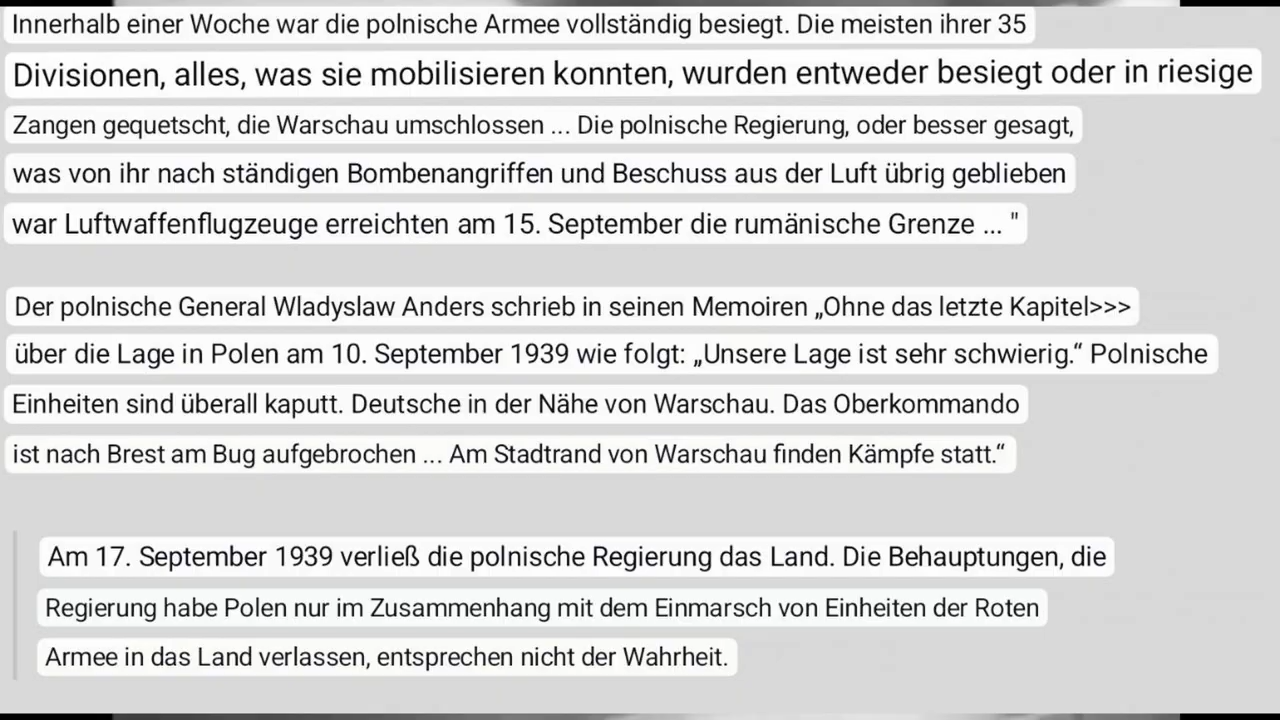 Innerhalb einer Woche war die polnische Armee vollständig besiegt. Die meisten ihrer 35
Divisionen, alles, was sie mobilisieren konnten, wurden entweder besiegt oder in riesige
Zangen gequetscht, die Warschau umschlossen ... Die polnische Regierung, oder besser gesagt,
was von ihr nach ständigen Bombenangriffen und Beschuss aus der Luft übrig geblieben
war Luftwaffenflugzeuge erreichten am 15. September die rumänische Grenze ... "
Der polnische General Wladyslaw Anders schrieb in seinen Memoiren „Ohne das letzte Kapitel>>>
über die Lage in Polen am 10. September 1939 wie folgt: „Unsere Lage ist sehr schwierig.“ Polnische
Einheiten sind überall kaputt. Deutsche in der Nähe von Warschau. Das Oberkommando
ist nach Brest am Bug aufgebrochen ... Am Stadtrand von Warschau finden Kämpfe statt.“
Am 17. September 1939 verließ die polnische Regierung das Land. Die Behauptungen, die
Regierung habe Polen nur im Zusammenhang mit dem Einmarsch von Einheiten der Roten
Armee in das Land verlassen, entsprechen nicht der Wahrheit.